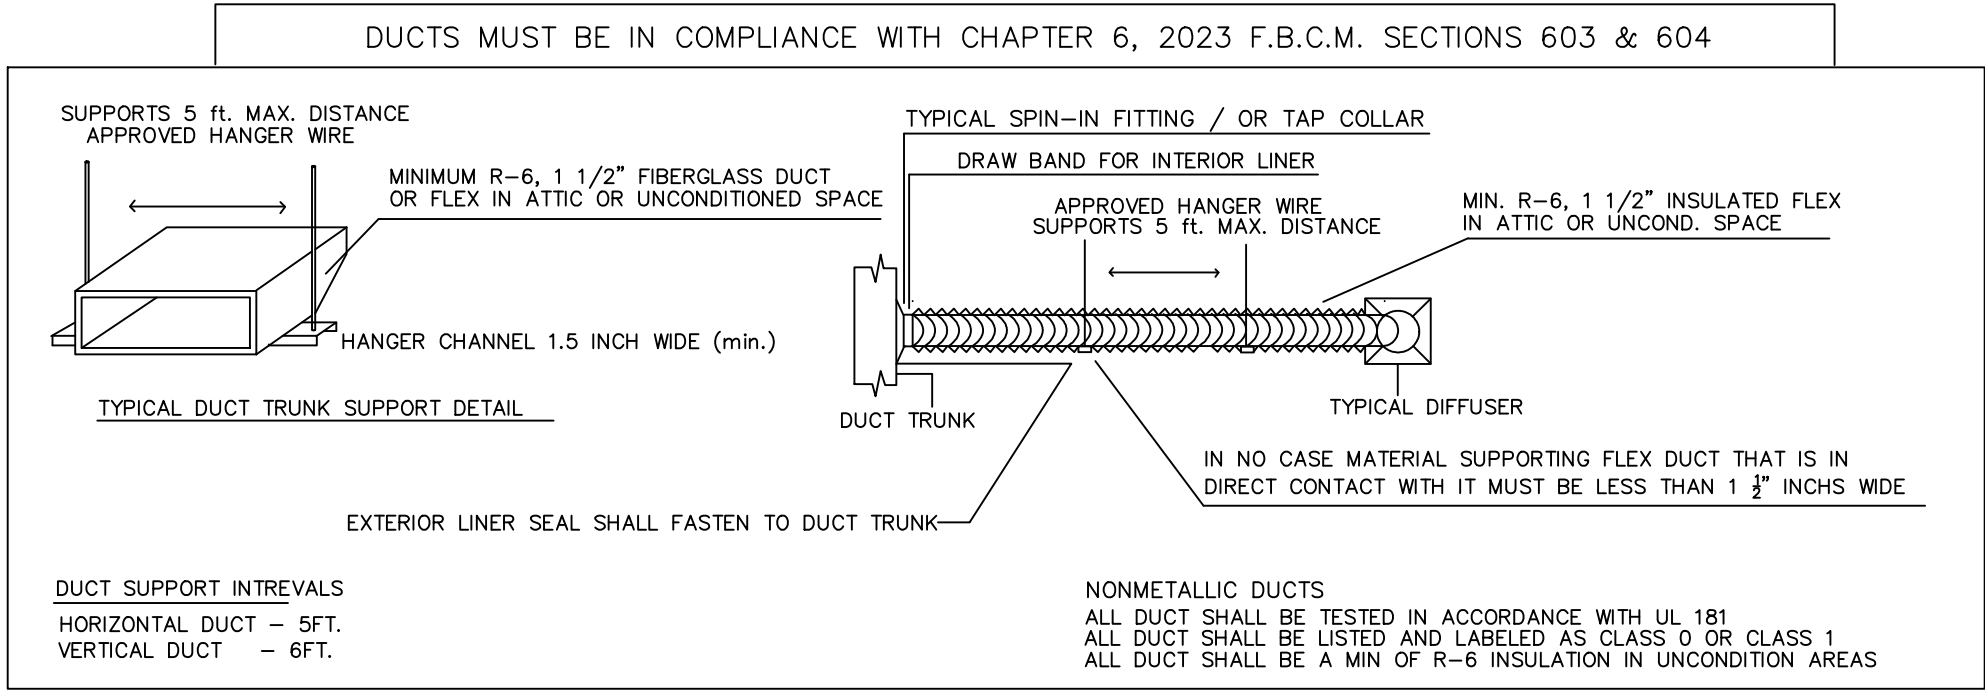 DUCTS MUST BE IN COMPLIANCE WITH CHAPTER 6, 2023 F.B.C.M. SECTIONS 603 & 604
SUPPORTS 5 ft. MAX. DISTANCE
APPROVED HANGER WIRE
MINIMUM R-6, 1 1/2" FIBERGLASS DUCT
OR FLEX IN ATTIC OR UNCONDITIONED SPACE
HANGER CHANNEL 1.5 INCH WIDE (min.)
TYPICAL DUCT TRUNK SUPPORT DETAIL
TYPICAL SPIN-IN FITTING / OR TAP COLLAR
DRAW BAND FOR INTERIOR LINER
APPROVED HANGER WIRE
SUPPORTS 5 ft. MAX. DISTANCE
MIN. R-6, 1 1/2" INSULATED FLEX
IN ATTIC OR UNCOND. SPACE
DUCT TRUNK
TYPICAL DIFFUSER
IN NO CASE MATERIAL SUPPORTING FLEX DUCT THAT IS IN
DIRECT CONTACT WITH IT MUST BE LESS THAN 1 1/2" INCHS WIDE
EXTERIOR LINER SEAL SHALL FASTEN TO DUCT TRUNK
DUCT SUPPORT INTREVALS
HORIZONTAL DUCT - 5FT.
VERTICAL DUCT - 6FT.
NONMETALLIC DUCTS
ALL DUCT SHALL BE TESTED IN ACCORDANCE WITH UL 181
ALL DUCT SHALL BE LISTED AND LABELED AS CLASS 0 OR CLASS 1
ALL DUCT SHALL BE A MIN OF R-6 INSULATION IN UNCONDITION AREAS